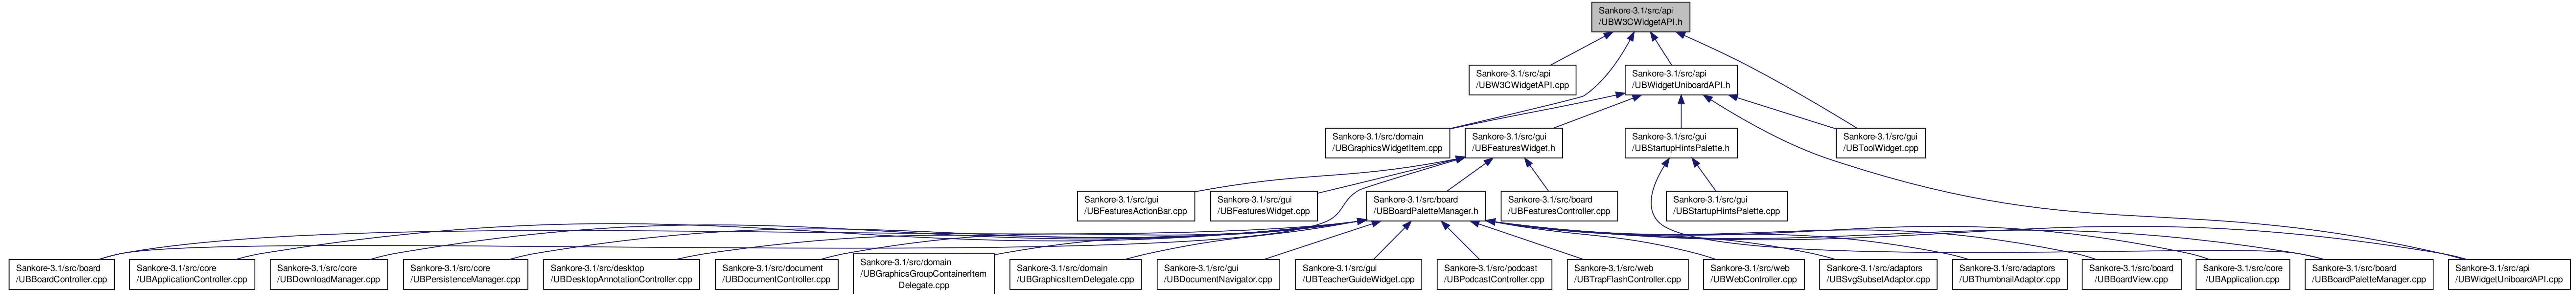 Sankore-3.1/src/api
/UBW3CWidgetAPI.h
Sankore-3.1/src/api
/UBW3CWidgetAPI.cpp
Sankore-3.1/src/api
/UBWidgetUniboardAPI.h
Sankore-3.1/src/domain
/UBGraphicsWidgetItem.cpp
Sankore-3.1/src/gui
/UBFeaturesWidget.h
Sankore-3.1/src/gui
/UBStartupHintsPalette.h
Sankore-3.1/src/gui
/UBToolWidget.cpp
Sankore-3.1/src/gui
/UBFeaturesActionBar.cpp
Sankore-3.1/src/gui
/UBFeaturesWidget.cpp
Sankore-3.1/src/board
/UBBoardPaletteManager.h
Sankore-3.1/src/board
/UBFeaturesController.cpp
Sankore-3.1/src/gui
/UBStartupHintsPalette.cpp
Sankore-3.1/src/board
/UBBoardController.cpp
Sankore-3.1/src/core
/UBApplicationController.cpp
Sankore-3.1/src/core
/UBDownloadManager.cpp
Sankore-3.1/src/core
/UBPersistenceManager.cpp
Sankore-3.1/src/desktop
/UBDesktopAnnotationController.cpp
Sankore-3.1/src/document
/UBDocumentController.cpp
Sankore-3.1/src/domain
/UBGraphicsGroupContainerItem
Delegate.cpp
Sankore-3.1/src/domain
/UBGraphicsItemDelegate.cpp
Sankore-3.1/src/gui
/UBDocumentNavigator.cpp
Sankore-3.1/src/gui
/UBTeacherGuideWidget.cpp
Sankore-3.1/src/podcast
/UBPodcastController.cpp
Sankore-3.1/src/web
/UBTrapFlashController.cpp
Sankore-3.1/src/web
/UBWebController.cpp
Sankore-3.1/src/adaptors
/UBSvgSubsetAdaptor.cpp
Sankore-3.1/src/adaptors
/UBThumbnailAdaptor.cpp
Sankore-3.1/src/board
/UBBoardView.cpp
Sankore-3.1/src/core
/UBApplication.cpp
Sankore-3.1/src/board
/UBBoardPaletteManager.cpp
Sankore-3.1/src/api
/UBWidgetUniboardAPI.cpp